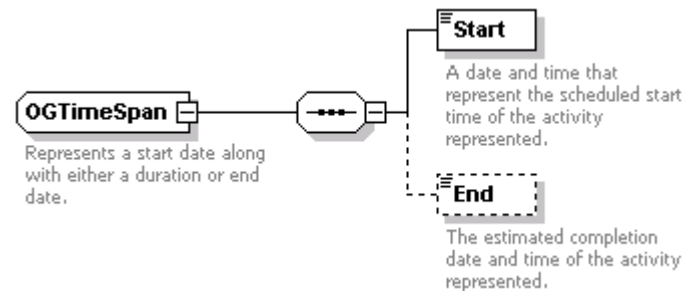 Start
A date and time that
represent the scheduled start
time of the activity
represented.
OGTimeSpan
Represents a start date along
with either a duration or end
date.
End
The estimated completion
date and time of the activity
represented.